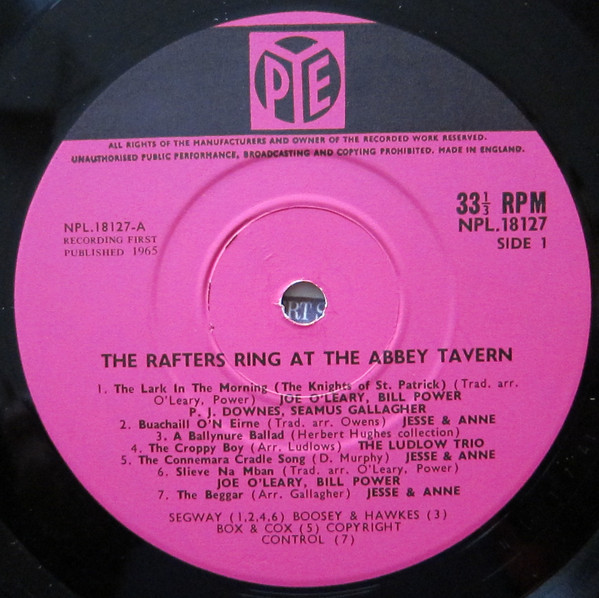 PYE
ALL RIGHTS OF THE MANUFACTURERS AND OWNER OF THE RECORDED WORK RESERVED.
UNAUTHORISED PUBLIC PERFORMANCE, BROADCASTING AND COPYING PROHIBITED. MADE IN ENGLAND.
NPL.18127-A
RECORDING FIRST
PUBLISHED 1965
33⅓ RPM
NPL.18127
SIDE 1
RT S
THE RAFTERS RING AT THE ABBEY TAVERN
1. The Lark In The Morning (The Knights of St. Patrick) (Trad. arr.
O'Leary, Power) JOE O'LEARY, BILL POWER
P. J. DOWNES, SEAMUS GALLAGHER
2. Buachaill O'N Eirne (Trad. arr. Owens) JESSE & ANNE
3. A Ballynure Ballad (Herbert Hughes collection)
4. The Croppy Boy (Arr. Ludlows) THE LUDLOW TRIO
5. The Connemara Cradle Song (D. Murphy) JESSE & ANNE
6. Slieve Na Mban (Trad. arr. O'Leary, Power)
JOE O'LEARY, BILL POWER
7. The Beggar (Arr. Gallagher) JESSE & ANNE
SEGWAY (1,2,4,6) BOOSEY & HAWKES (3)
BOX & COX (5) COPYRIGHT
CONTROL (7)